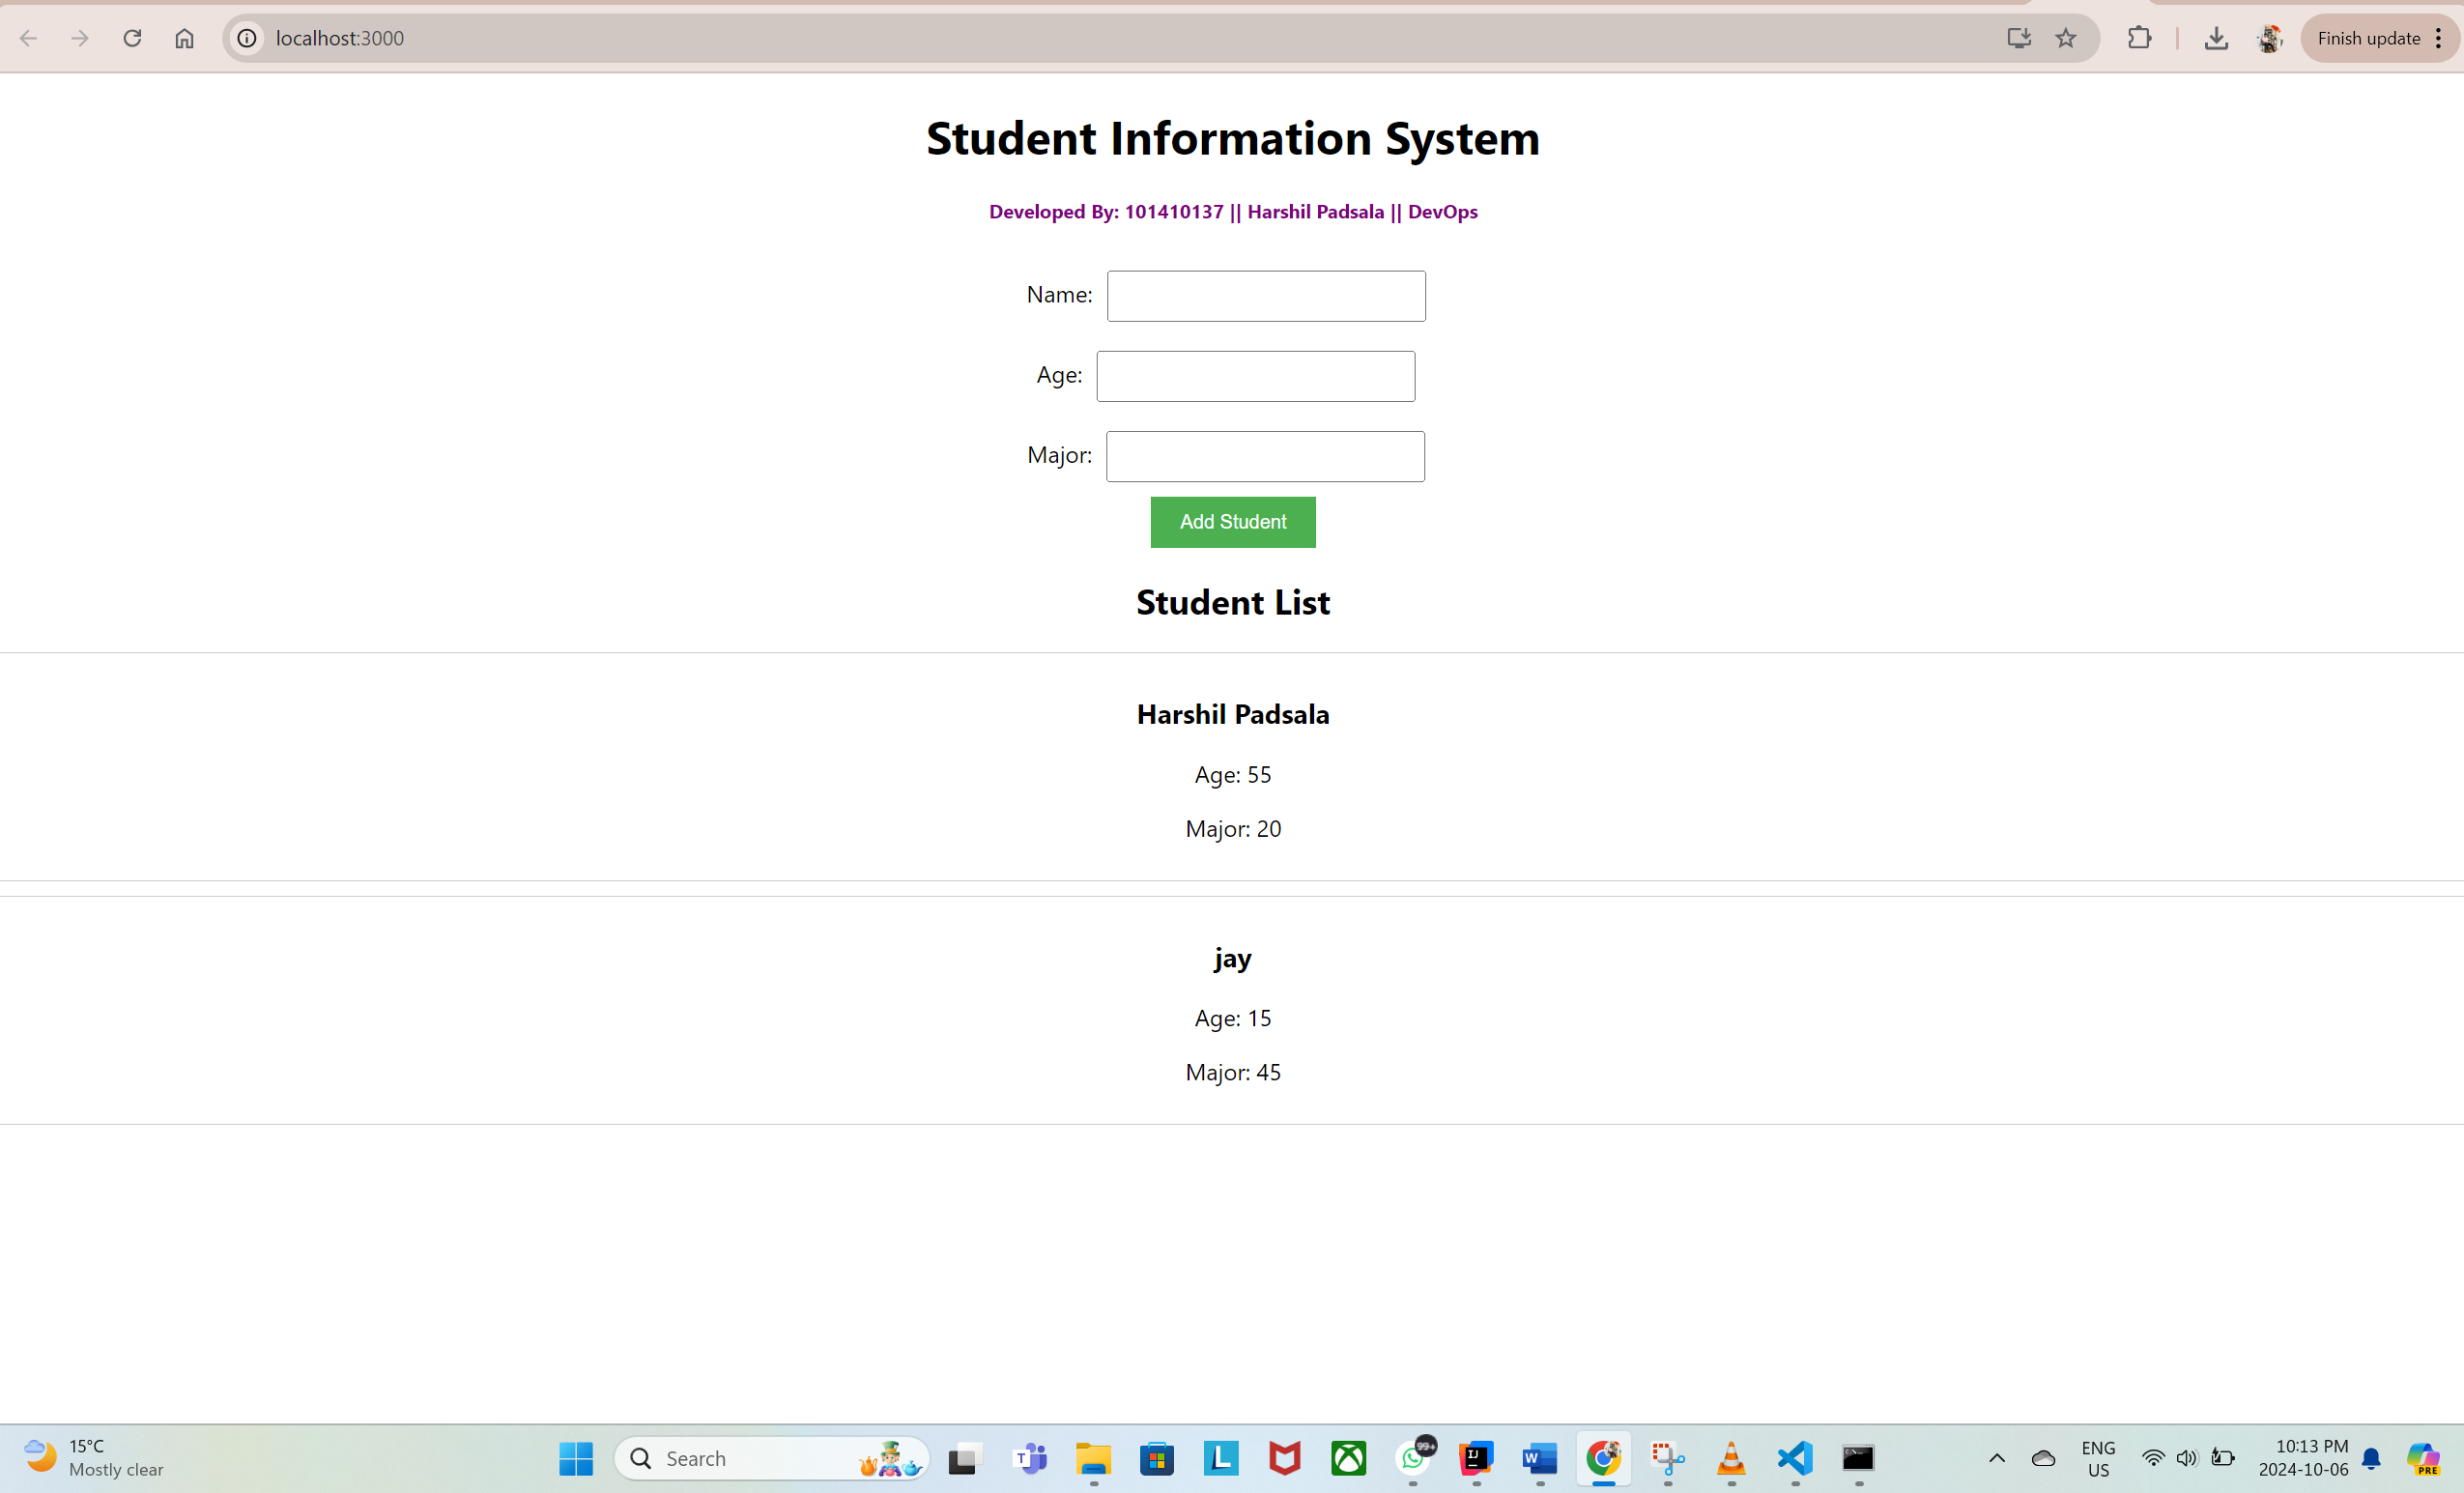 localhost:3000
Finish update
Student Information System
Developed By: 101410137 || Harshil Padsala || DevOps
Name:
Age:
Major:
Add Student
Student List
Harshil Padsala
Age: 55
Major: 20
jay
Age: 15
Major: 45
15°C
Mostly clear
Search
T
L
99+
IJ
W
PRE
ENG
US
10:13 PM
2024-10-06